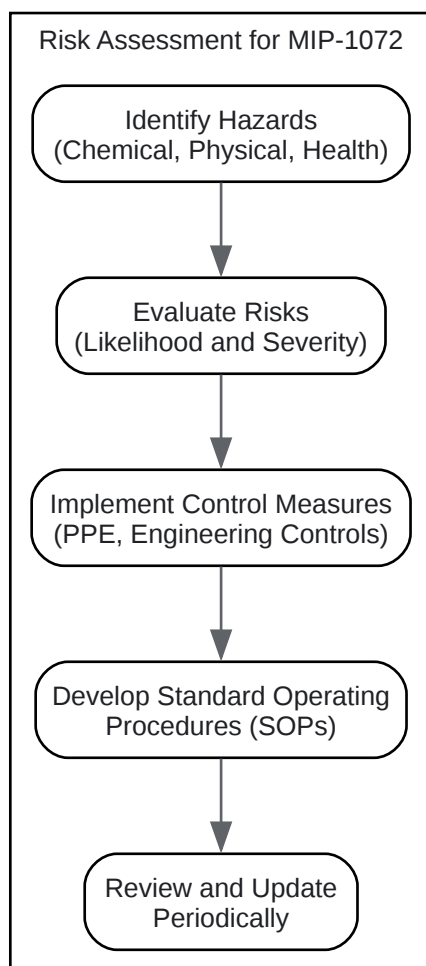 Risk Assessment for MIP-1072
Identify Hazards
(Chemical, Physical, Health)
Evaluate Risks
(Likelihood and Severity)
Implement Control Measures
(PPE, Engineering Controls)
Develop Standard Operating
Procedures (SOPs)
Review and Update
Periodically